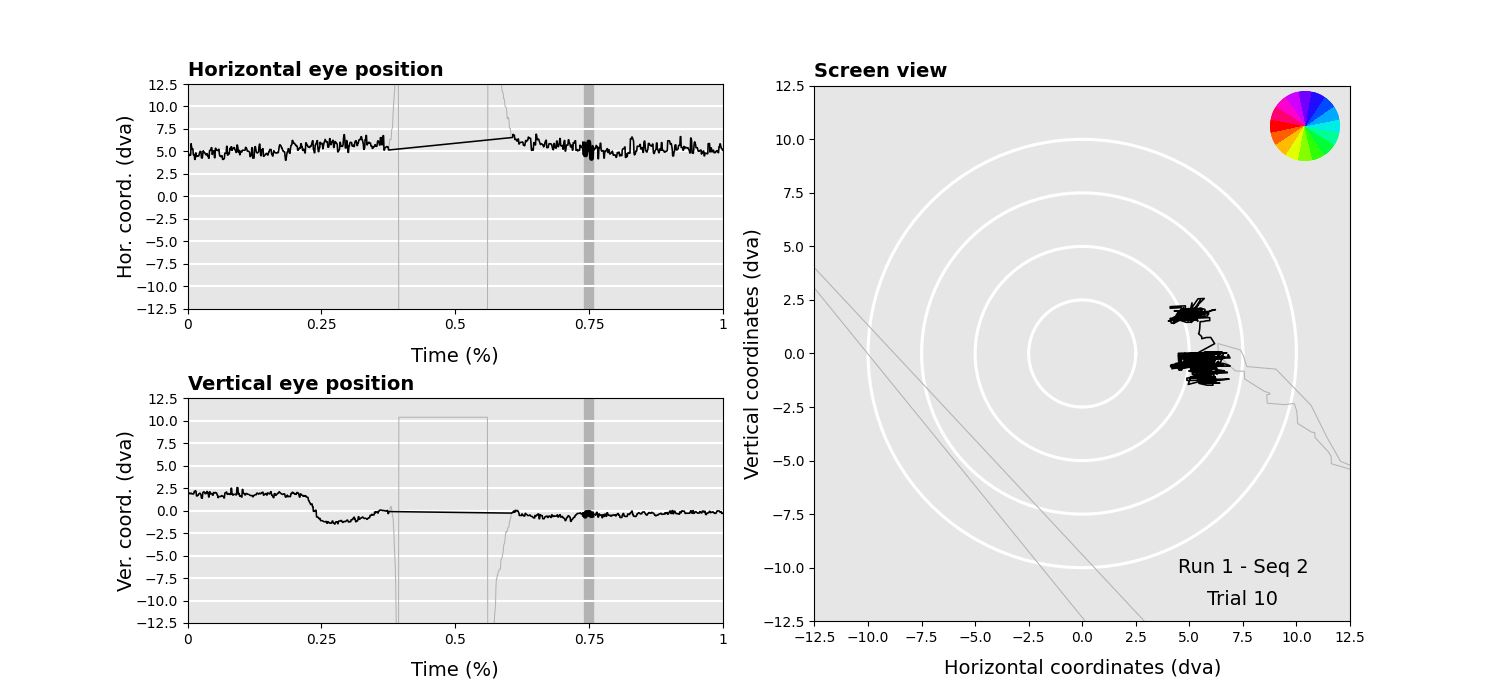 Horizontal eye position
12.5
10.0
7.5
5.0
2.5
0.0
−2.5
−5.0
−7.5
−10.0
−12.5
Hor. coord. (dva)
0 0.25 0.5 0.75 1
Time (%)
Vertical eye position
12.5
10.0
7.5
5.0
2.5
0.0
−2.5
−5.0
−7.5
−10.0
−12.5
Ver. coord. (dva)
0 0.25 0.5 0.75 1
Time (%)
Screen view
12.5
10.0
7.5
5.0
2.5
0.0
−2.5
−5.0
−7.5
−10.0
−12.5
Vertical coordinates (dva)
Run 1 - Seq 2
Trial 10
−12.5 −10.0 −7.5 −5.0 −2.5 0.0 2.5 5.0 7.5 10.0 12.5
Horizontal coordinates (dva)